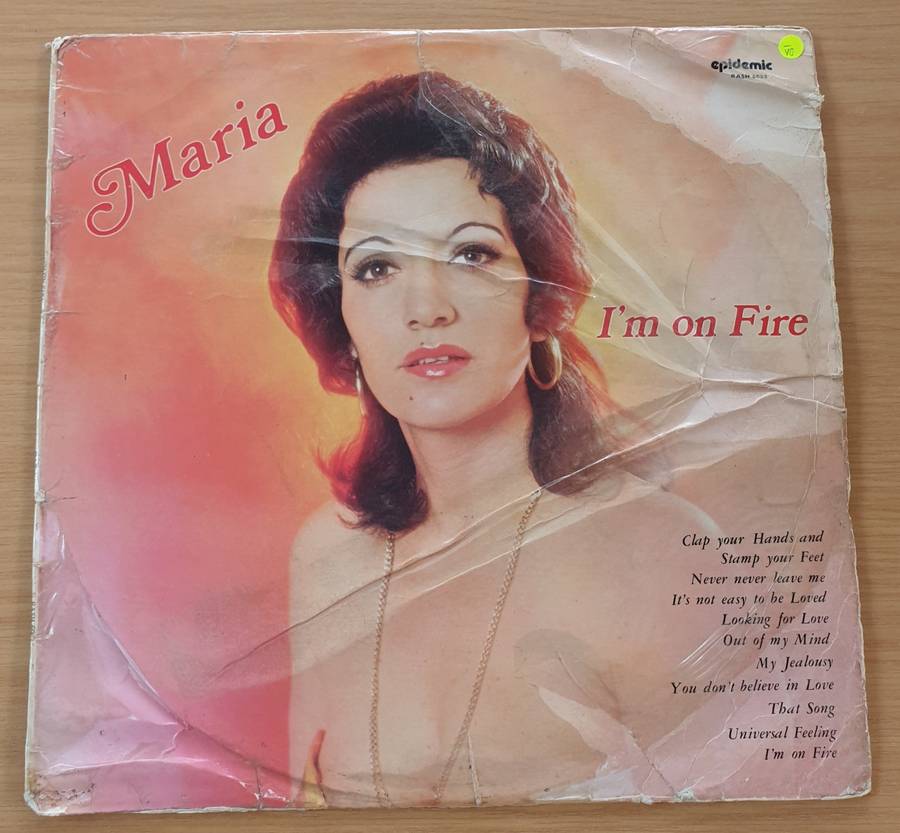 VG
epidemic
Maria
I'm on Fire
Clap your Hands and
Stamp your Feet
Never never leave me
It's not easy to be Loved
Looking for Love
Out of my Mind
My Jealousy
You don't believe in Love
That Song
Universal Feeling
I'm on Fire